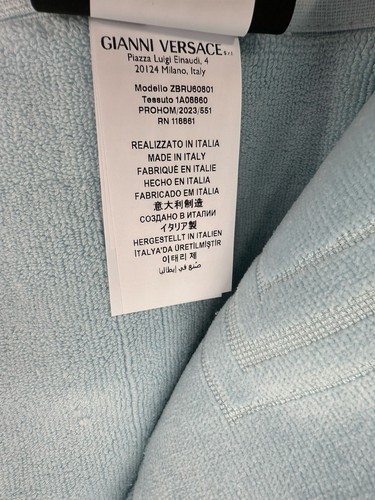 GIANNI VERSACE S.r.l.
Piazza Luigi Einaudi, 4
20124 Milano, Italy
Modello ZBRU60801
Tessuto 1A08860
PROHOM/2023/551
RN 118861
REALIZZATO IN ITALIA
MADE IN ITALY
FABRIQUÉ EN ITALIE
HECHO EN ITALIA
FABRICADO EM ITÁLIA
意大利制造
СОЗДАНО В ИТАЛИИ
イタリア製
HERGESTELLT IN ITALIEN
İTALYA'DA ÜRETİLMİŞTİR
이태리 제
صنع في إيطاليا